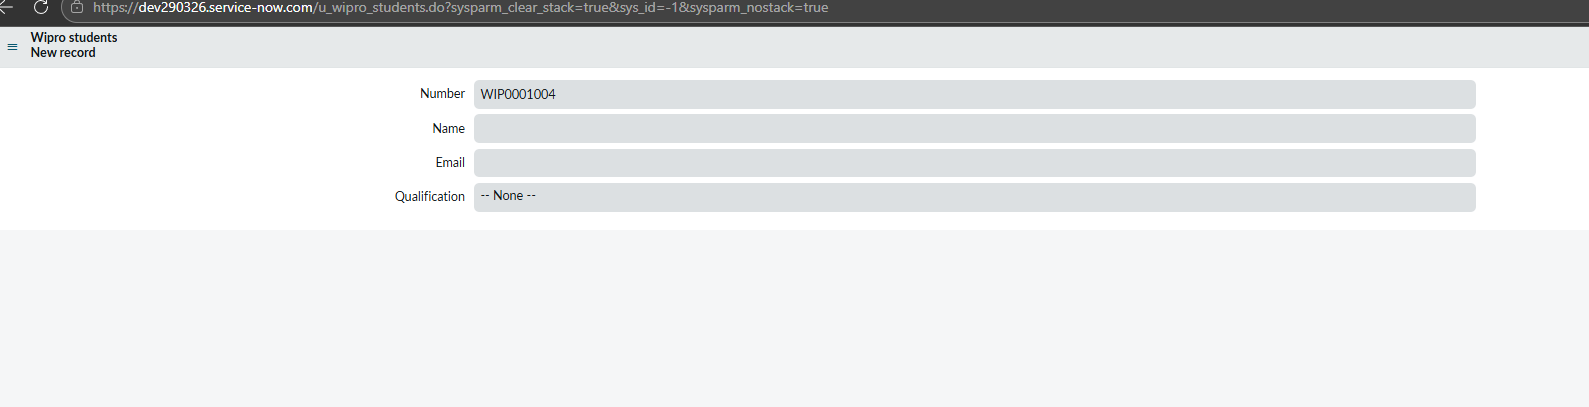 https://dev290326.service-now.com/u_wipro_students.do?sysparm_clear_stack=true&sys_id=-1&sysparm_nostack=true
Wipro students
New record
Number WIP0001004
Name
Email
Qualification -- None --